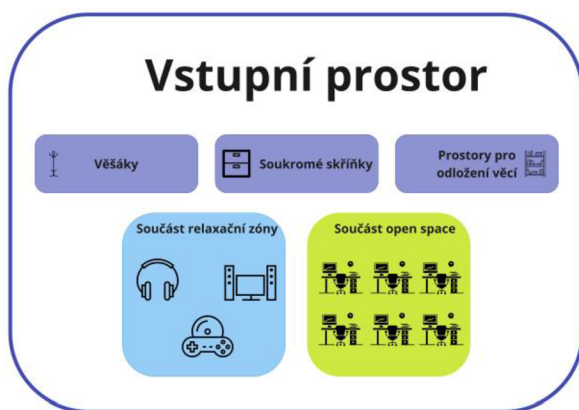 Vstupní prostor
Věšáky
Soukromé skříňky
Prostory pro
odložení věcí
Součást relaxační zóny
Součást open space